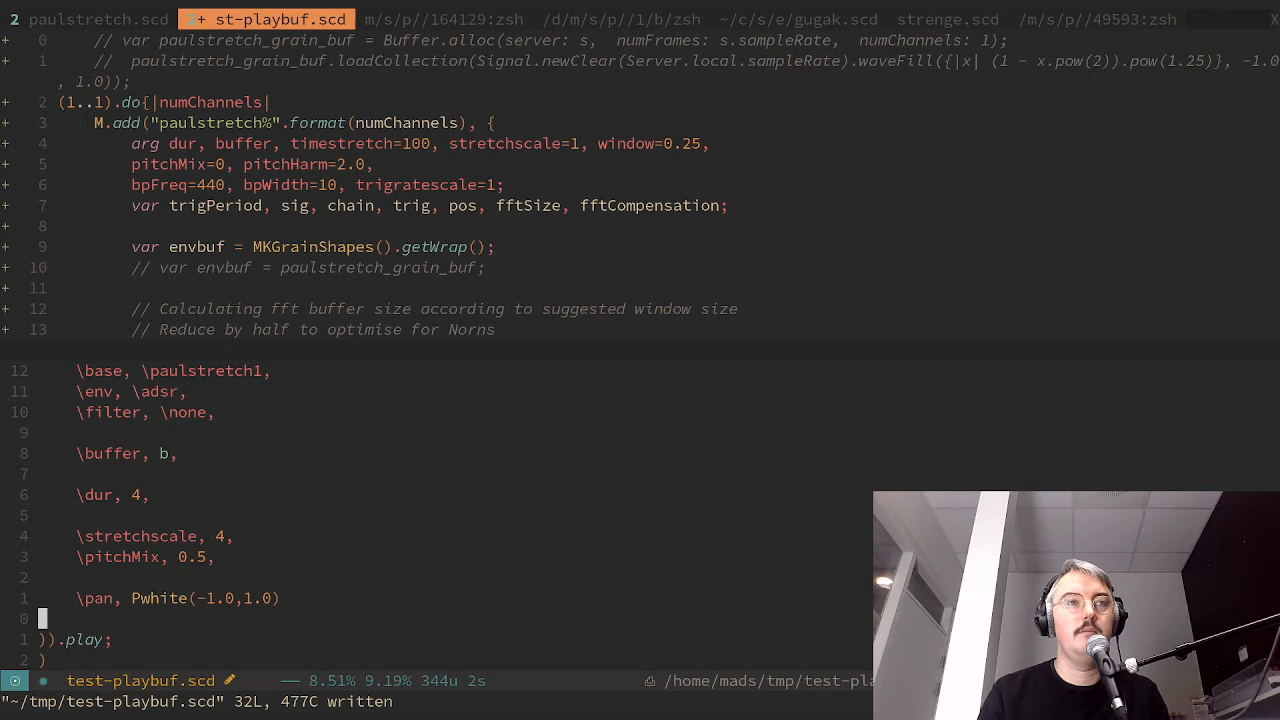 2 paulstretch.scd 2+ st-playbuf.scd m/s/p//164129:zsh /d/m/s/p//1/b/zsh ~/c/s/e/gugak.scd strenge.scd /m/s/p//49593:zsh X
+ 0 // var paulstretch_grain_buf = Buffer.alloc(server: s, numFrames: s.sampleRate, numChannels: 1);
+ 1 // paulstretch_grain_buf.loadCollection(Signal.newClear(Server.local.sampleRate).waveFill({|x| (1 - x.pow(2)).pow(1.25)}, -1.0
, 1.0));
+ 2 (1..1).do{|numChannels|
+ 3 M.add("paulstretch%".format(numChannels), {
+ 4 arg dur, buffer, timestretch=100, stretchscale=1, window=0.25,
+ 5 pitchMix=0, pitchHarm=2.0,
+ 6 bpFreq=440, bpWidth=10, trigratescale=1;
+ 7 var trigPeriod, sig, chain, trig, pos, fftSize, fftCompensation;
+ 8
+ 9 var envbuf = MKGrainShapes().getWrap();
+ 10 // var envbuf = paulstretch_grain_buf;
+ 11
+ 12 // Calculating fft buffer size according to suggested window size
+ 13 // Reduce by half to optimise for Norns
12 \base, \paulstretch1,
11 \env, \adsr,
10 \filter, \none,
9
8 \buffer, b,
7
6 \dur, 4,
5
4 \stretchscale, 4,
3 \pitchMix, 0.5,
2
1 \pan, Pwhite(-1.0,1.0)
0
1 )).play;
2 )
test-playbuf.scd 8.51% 9.19% 344u 2s /home/mads/tmp/test-pla
"~/tmp/test-playbuf.scd" 32L, 477C written